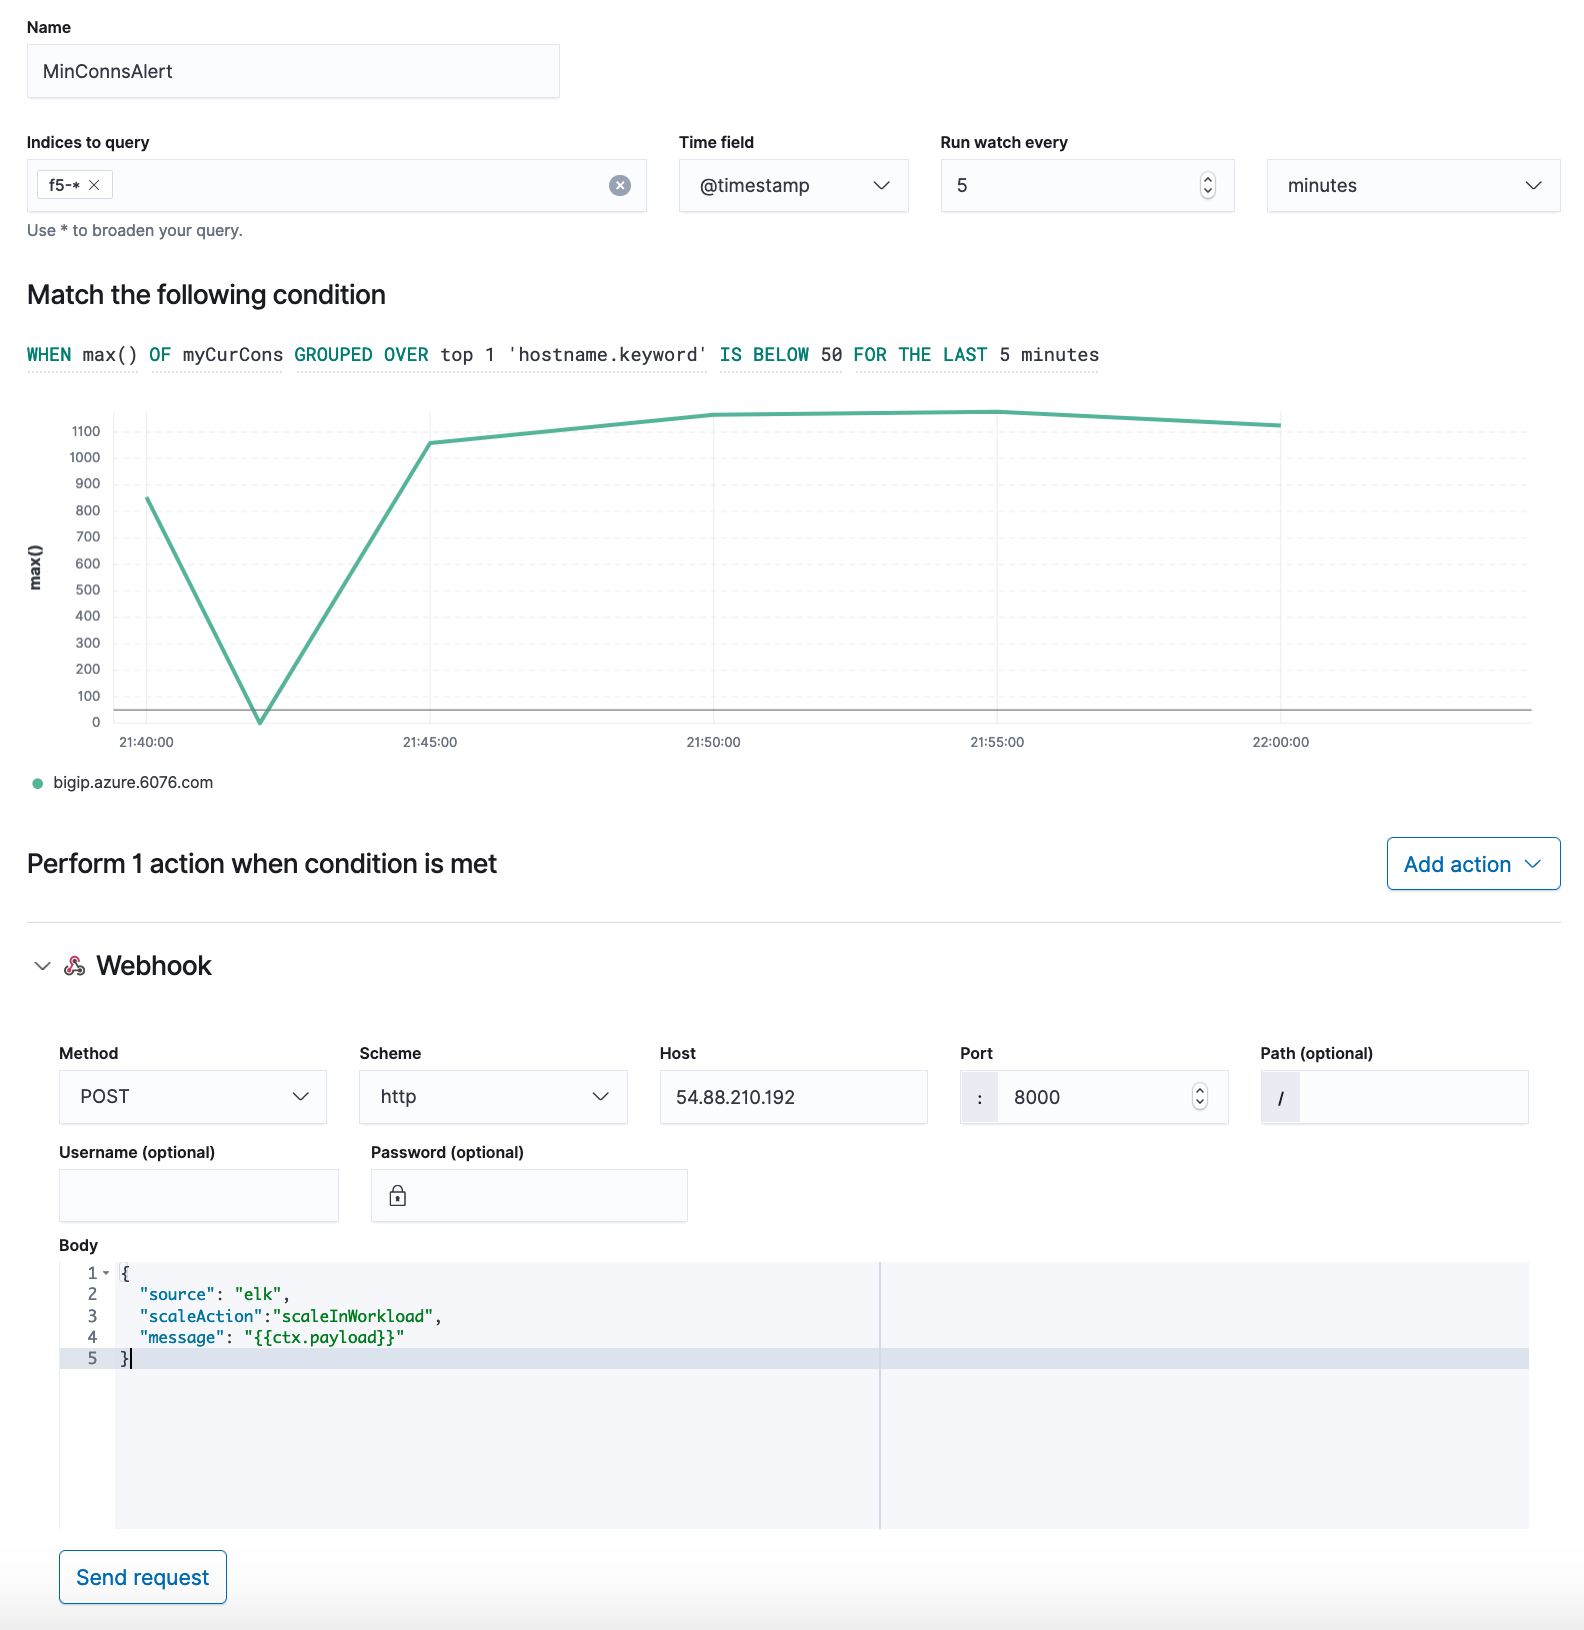 Name
MinConnsAlert
Indices to query
Time field
Run watch every
f5-*
@timestamp
5
minutes
Use * to broaden your query.
Match the following condition
WHEN max() OF myCurCons GROUPED OVER top 1 'hostname.keyword' IS BELOW 50 FOR THE LAST 5 minutes
max()
1100
1000
900
800
700
600
500
400
300
200
100
0
21:40:00
21:45:00
21:50:00
21:55:00
22:00:00
bigip.azure.6076.com
Perform 1 action when condition is met
Add action
Webhook
Method
Scheme
Host
Port
Path (optional)
POST
http
54.88.210.192
:
8000
/
Username (optional)
Password (optional)
Body
1 {
2 "source": "elk",
3 "scaleAction":"scaleInWorkload",
4 "message": "{{ctx.payload}}"
5 }
Send request